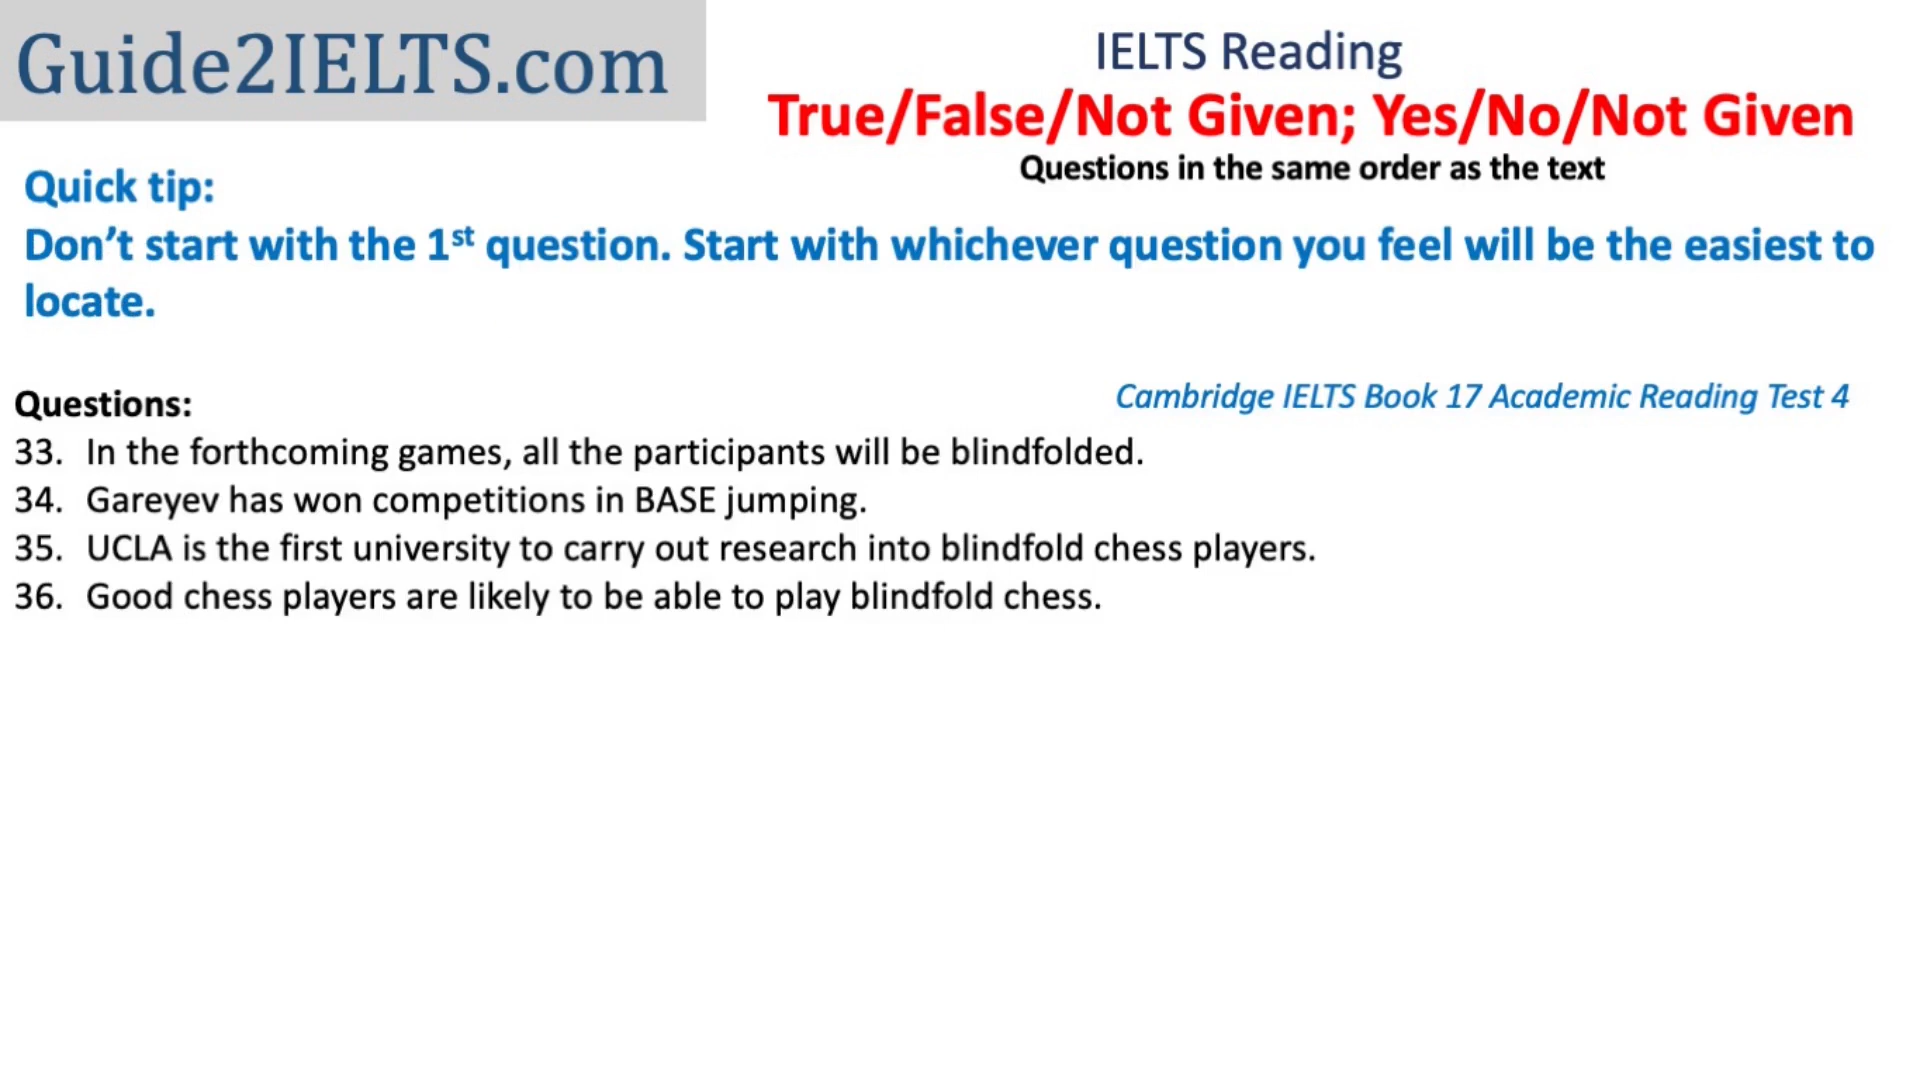 Guide2IELTS.com
IELTS Reading
True/False/Not Given; Yes/No/Not Given
Questions in the same order as the text
Quick tip:
Don’t start with the 1st question. Start with whichever question you feel will be the easiest to
locate.
Cambridge IELTS Book 17 Academic Reading Test 4
Questions:
33. In the forthcoming games, all the participants will be blindfolded.
34. Gareyev has won competitions in BASE jumping.
35. UCLA is the first university to carry out research into blindfold chess players.
36. Good chess players are likely to be able to play blindfold chess.